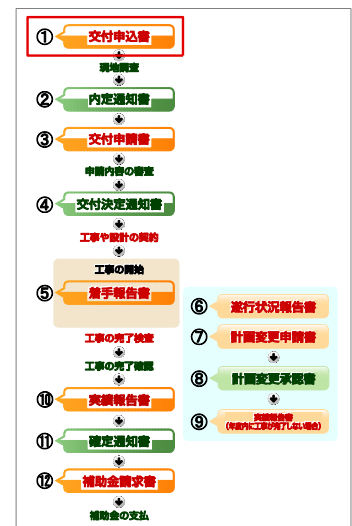 ① 交付申込書
現地調査
② 内定通知書
③ 交付申請書
申請内容の審査
④ 交付決定通知書
工事や設計の契約
工事の開始
⑤ 着手報告書
工事の完了検査
工事の完了確認
⑩ 実績報告書
⑪ 確定通知書
⑫ 補助金請求書
補助金の支払
⑥ 遂行状況報告書
⑦ 計画変更申請書
⑧ 計画変更承認書
⑨ 実績報告書
(年度内に工事が完了しない場合)